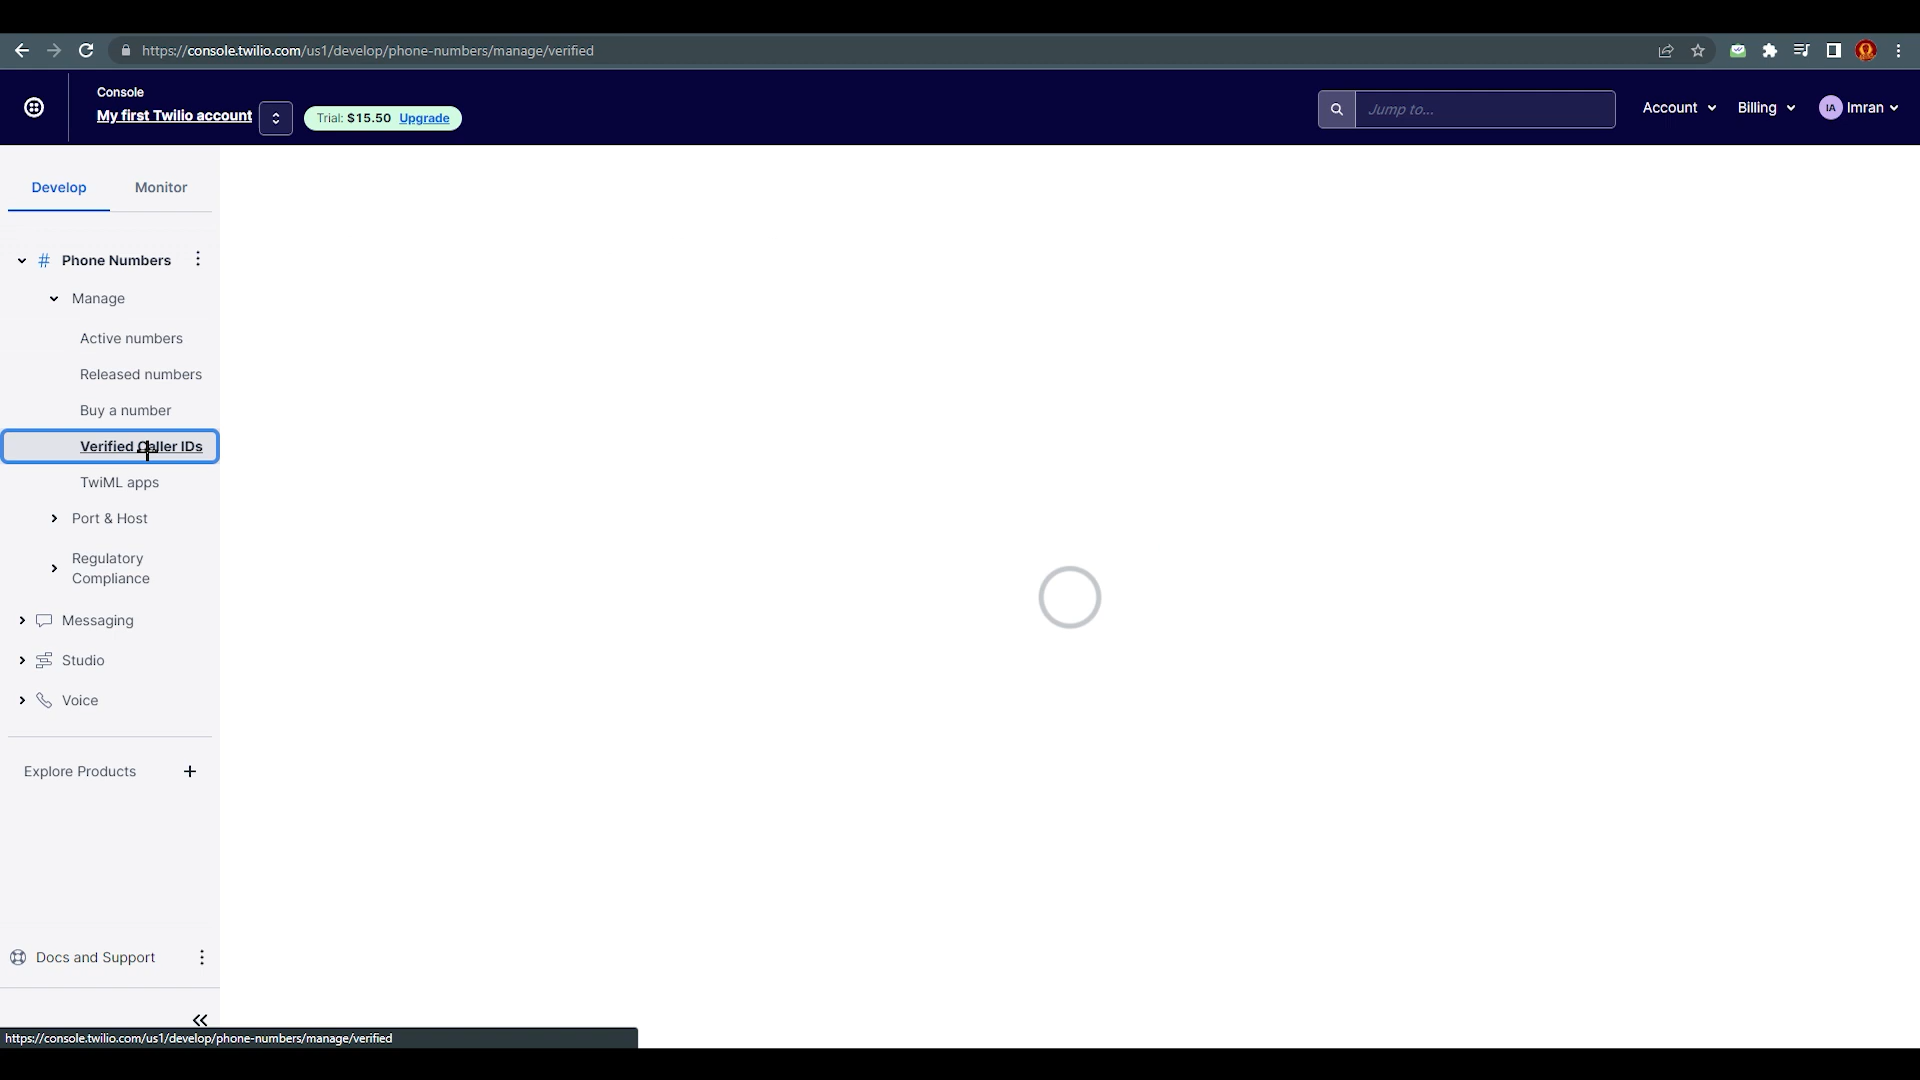 https://console.twilio.com/us1/develop/phone-numbers/manage/verified
Console
My first Twilio account
Trial: $15.50 Upgrade
Jump to...
Account
Billing
IA Imran
Develop
Monitor
Phone Numbers
Manage
Active numbers
Released numbers
Buy a number
Verified Caller IDs
TwiML apps
Port & Host
Regulatory
Compliance
Messaging
Studio
Voice
Explore Products
Docs and Support
https://console.twilio.com/us1/develop/phone-numbers/manage/verified